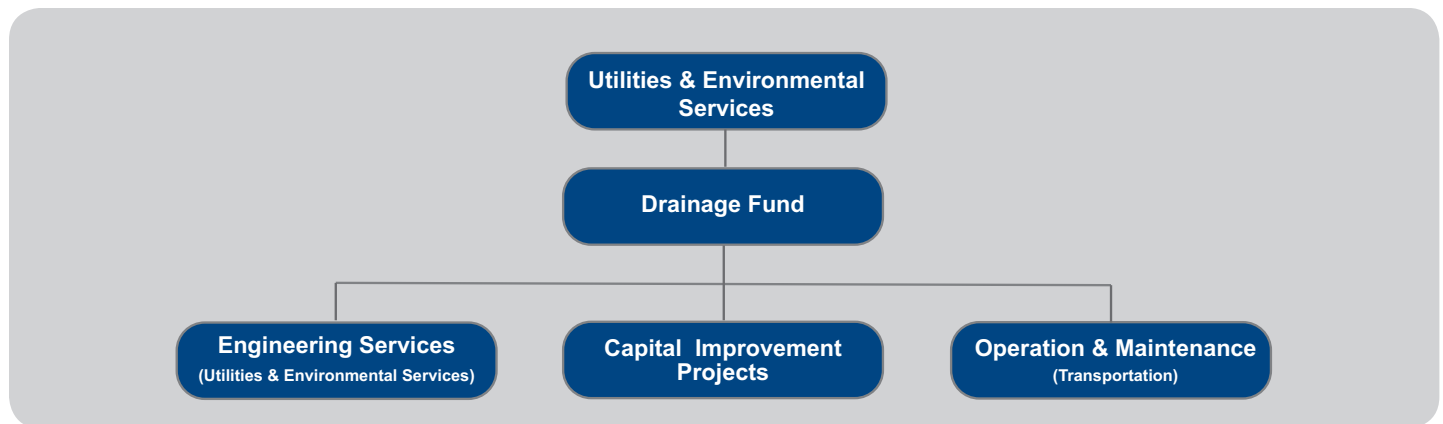 Utilities & Environmental
Services
Drainage Fund
Engineering Services
(Utilities & Environmental Services)
Capital Improvement
Projects
Operation & Maintenance
(Transportation)